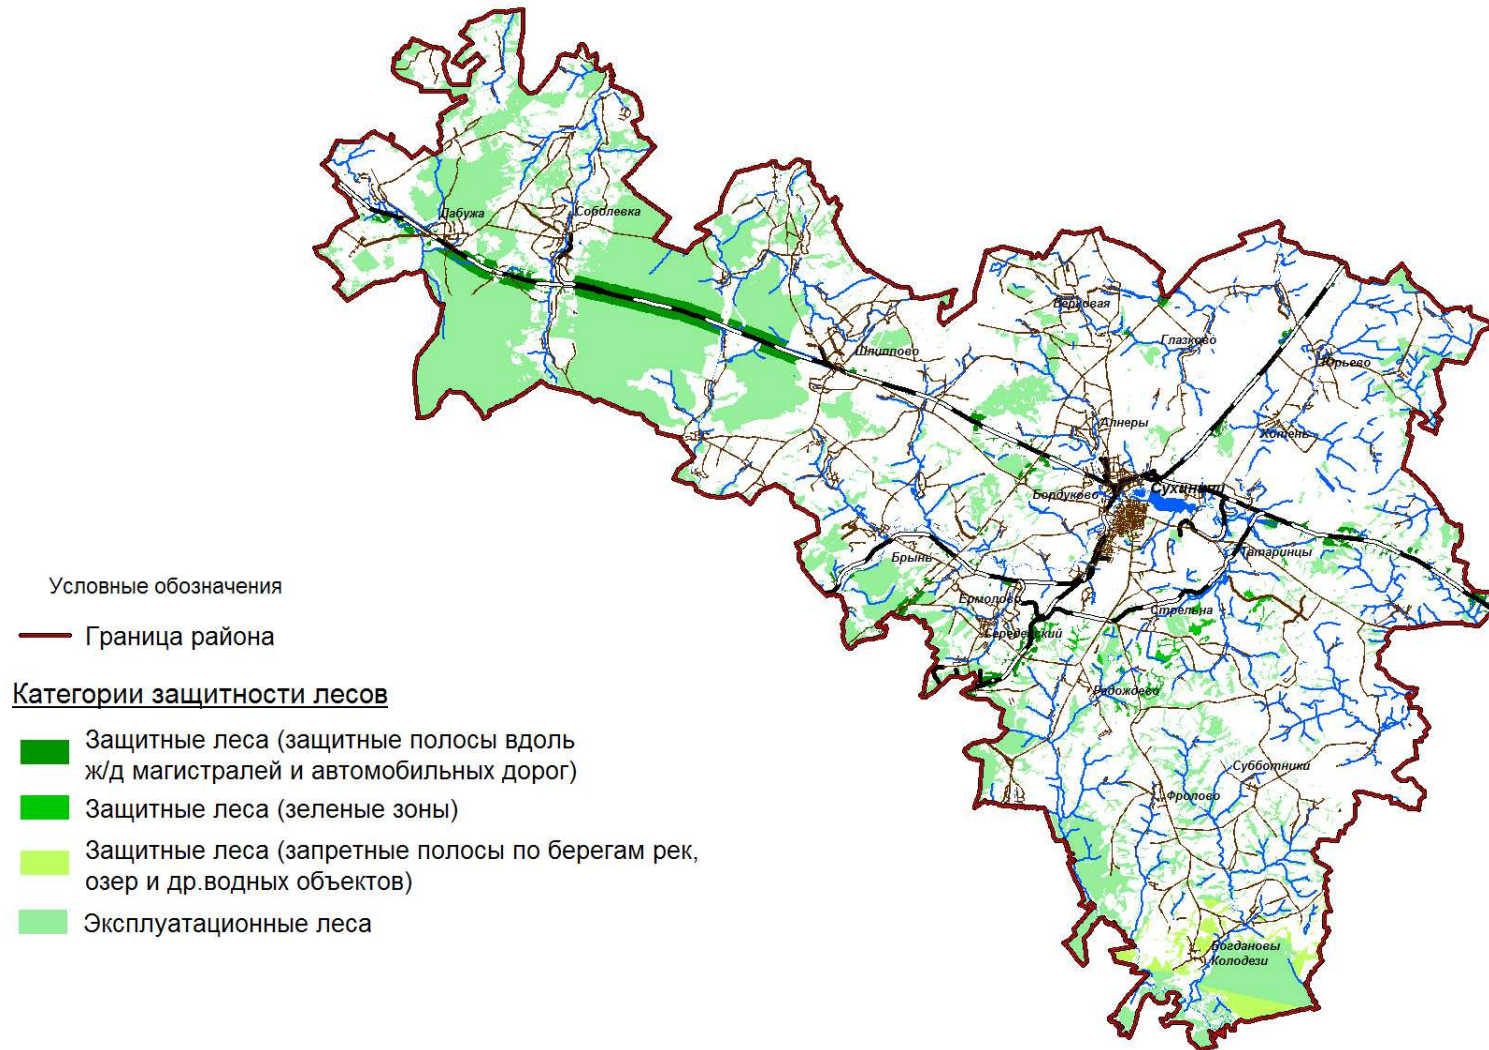 Лабужа
Соболевка
Верховая
Глазково
Шлиппово
Юрьево
Алнеры
Хотень
Бордуково
Сухиничи
Брынь
Татаринцы
Ермолово
Стрельна
Середейский
Радождево
Субботники
Фролово
Богдановы
Колодези
Условные обозначения
Граница района
Категории защитности лесов
Защитные леса (защитные полосы вдоль
ж/д магистралей и автомобильных дорог)
Защитные леса (зеленые зоны)
Защитные леса (запретные полосы по берегам рек,
озер и др.водных объектов)
Эксплуатационные леса